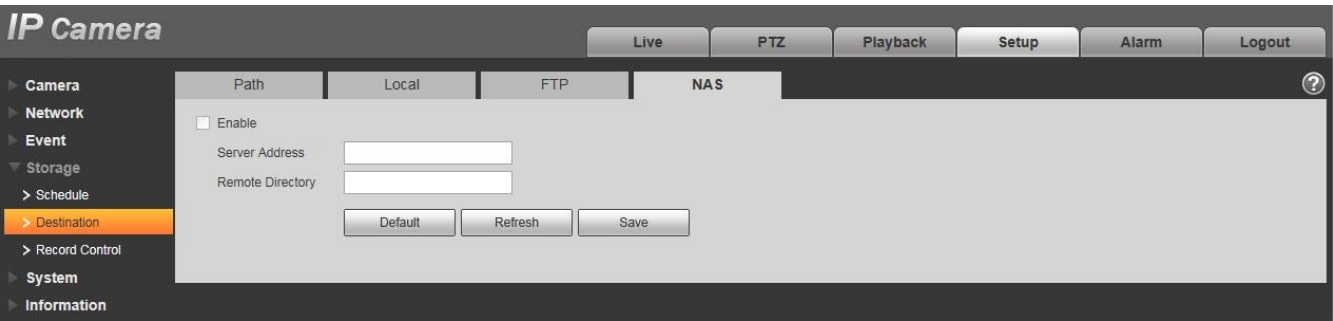 IP Camera
Live PTZ Playback Setup Alarm Logout
Camera
Network
Event
Storage
> Schedule
> Destination
> Record Control
System
Information
Path Local FTP NAS ?
Enable
Server Address
Remote Directory
Default Refresh Save